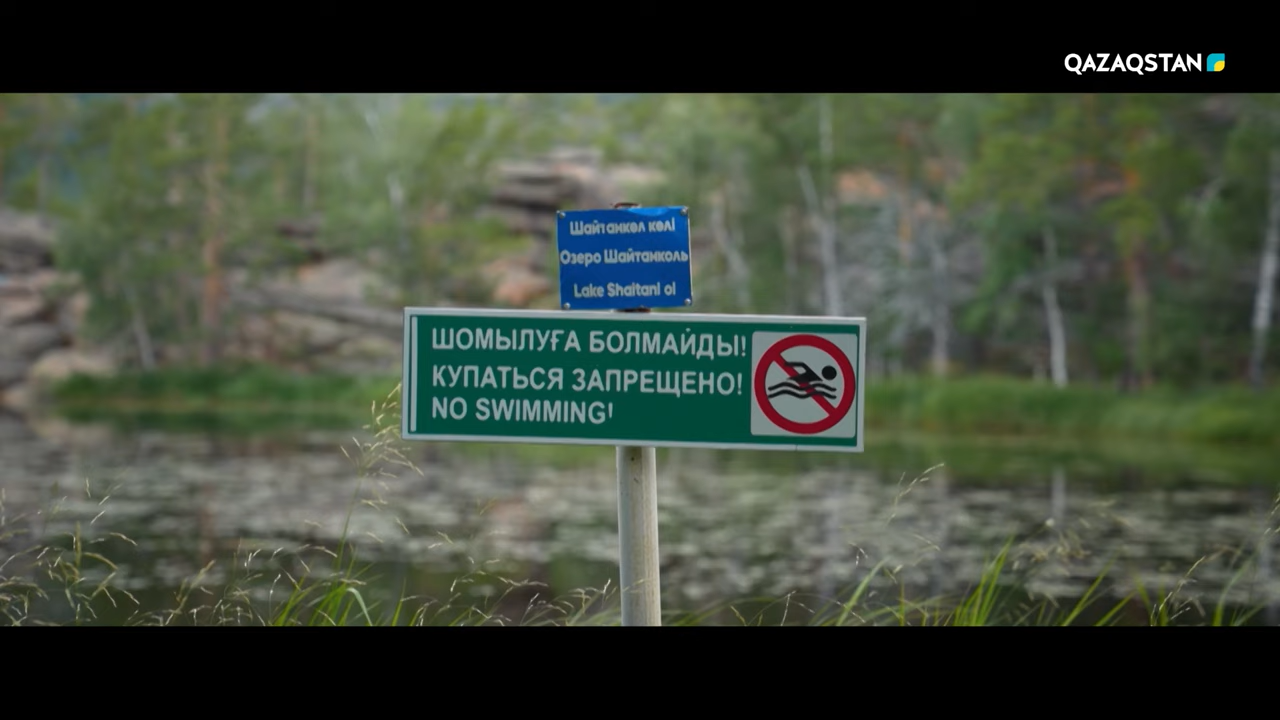 QAZAQSTAN
Шайтанкөл көлі
Озеро Шайтанколь
Lake Shaitani ol
ШОМЫЛУҒА БОЛМАЙДЫ!
КУПАТЬСЯ ЗАПРЕЩЕНО!
NO SWIMMING!